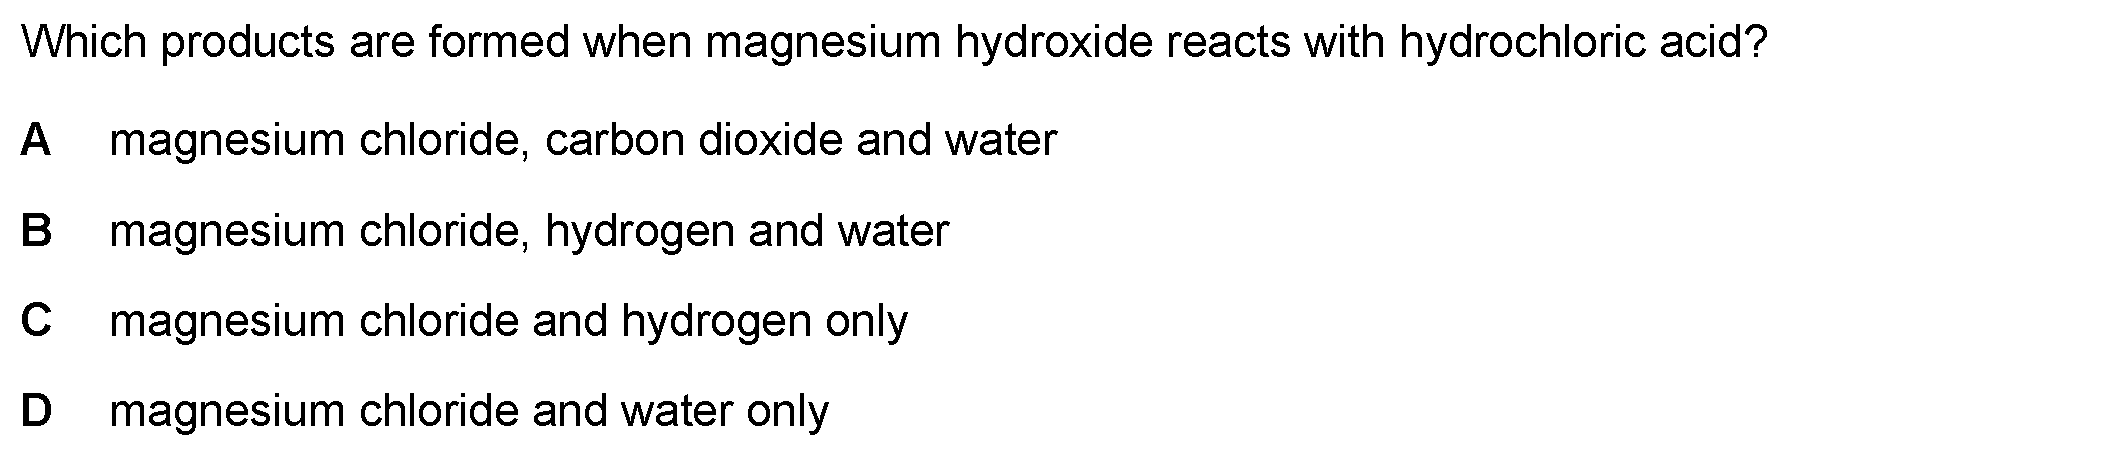 Which products are formed when magnesium hydroxide reacts with hydrochloric acid?
A magnesium chloride, carbon dioxide and water
B magnesium chloride, hydrogen and water
C magnesium chloride and hydrogen only
D magnesium chloride and water only